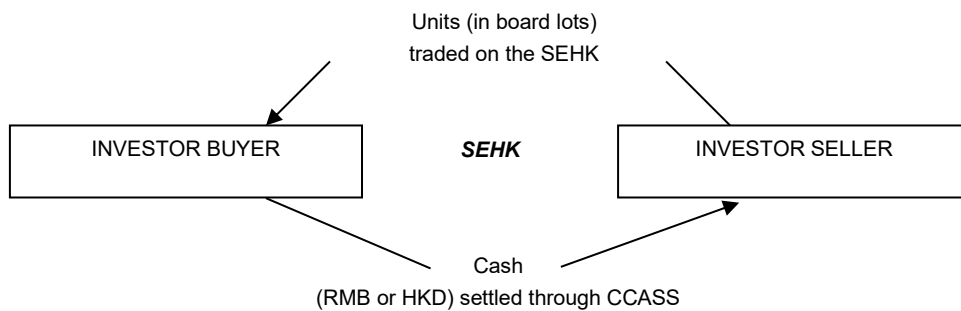 Units (in board lots)
traded on the SEHK
INVESTOR BUYER
SEHK
INVESTOR SELLER
Cash
(RMB or HKD) settled through CCASS